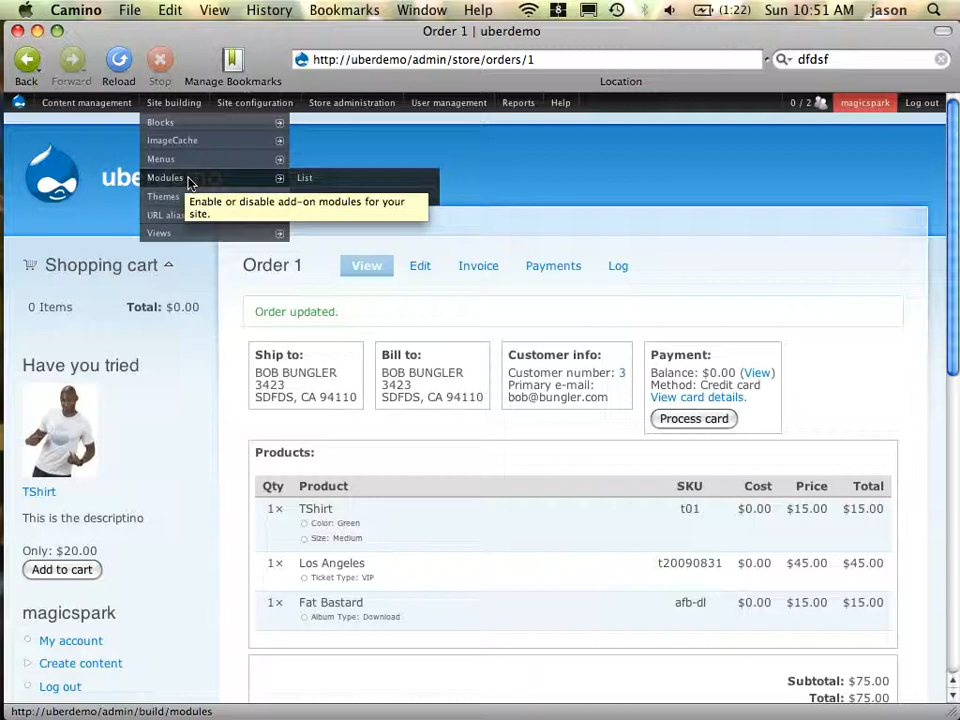 Camino File Edit View History Bookmarks Window Help 8 (1:22) Sun 10:51 AM jason
Order 1 | uberdemo
http://uberdemo/admin/store/orders/1 dfdsf
Back Forward Reload Stop Manage Bookmarks Location
Content management Site building Site configuration Store administration User management Reports Help 0 / 2 magicspark Log out
Blocks
ImageCache
Menus
Modules List
Themes
URL alia
Views
Enable or disable add-on modules for your
site.
Shopping cart
0 Items Total: $0.00
Have you tried
TShirt
This is the descriptino
Only: $20.00
Add to cart
magicspark
My account
Create content
Log out
Order 1 View Edit Invoice Payments Log
Order updated.
Ship to:
BOB BUNGLER
3423
SDFDS, CA 94110
Bill to:
BOB BUNGLER
3423
SDFDS, CA 94110
Customer info:
Customer number: 3
Primary e-mail:
bob@bungler.com
Payment:
Balance: $0.00 (View)
Method: Credit card
View card details.
Process card
Products:
Qty Product SKU Cost Price Total
1× TShirt t01 $0.00 $15.00 $15.00
Color: Green
Size: Medium
1× Los Angeles t20090831 $0.00 $45.00 $45.00
Ticket Type: VIP
1× Fat Bastard afb-dl $0.00 $15.00 $15.00
Album Type: Download
Subtotal: $75.00
Total: $75.00
http://uberdemo/admin/build/modules